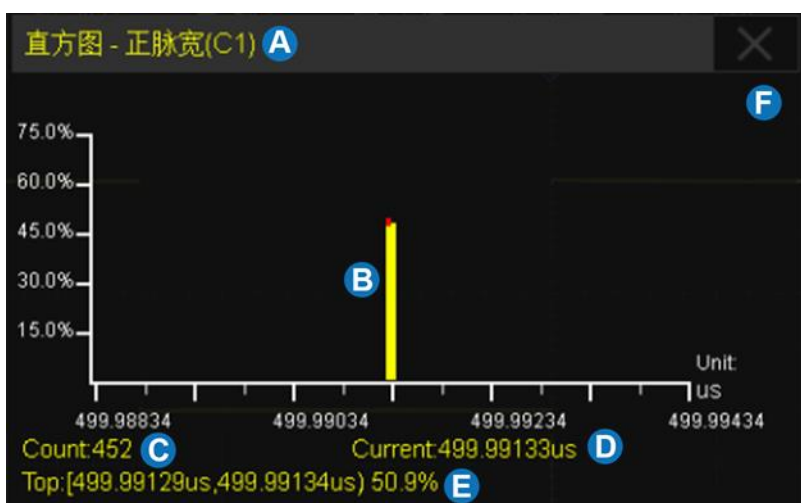 直方图 - 正脉宽(C1) A
F
75.0%
60.0%
45.0%
B
30.0%
15.0%
Unit:
us
499.98834 499.99034 499.99234 499.99434
Count:452 C Current:499.99133us D
Top:[499.99129us,499.99134us) 50.9% E